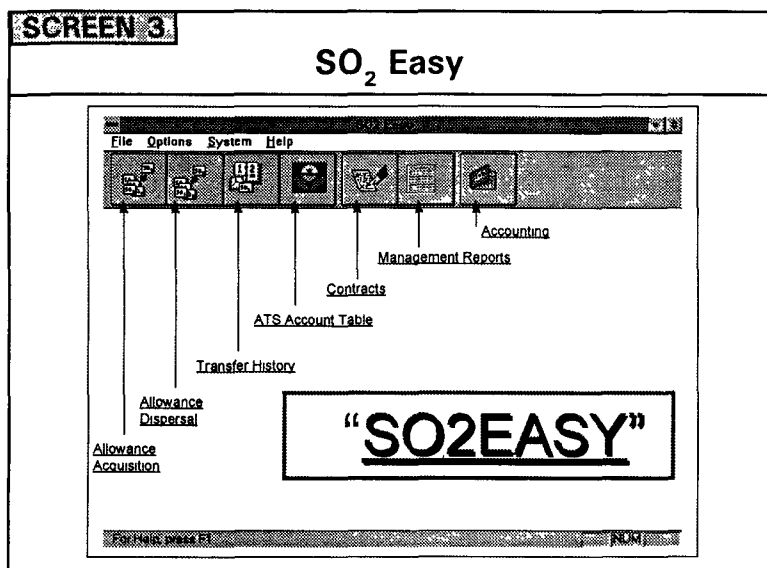 SCREEN 3
SO₂ Easy
File Options System Help
Accounting
Management Reports
Contracts
ATS Account Table
Transfer History
Allowance
Dispersal
Allowance
Acquisition
“SO2EASY”
For Help, press F1
NUM